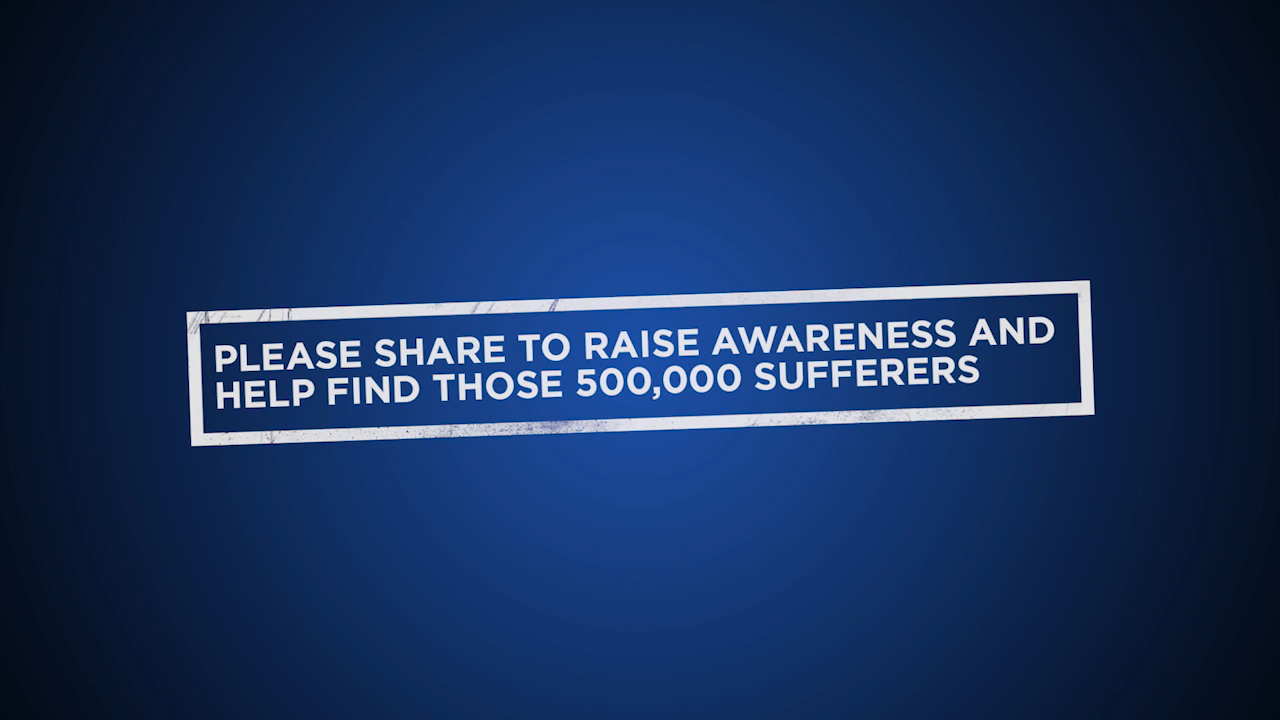 PLEASE SHARE TO RAISE AWARENESS AND
HELP FIND THOSE 500,000 SUFFERERS